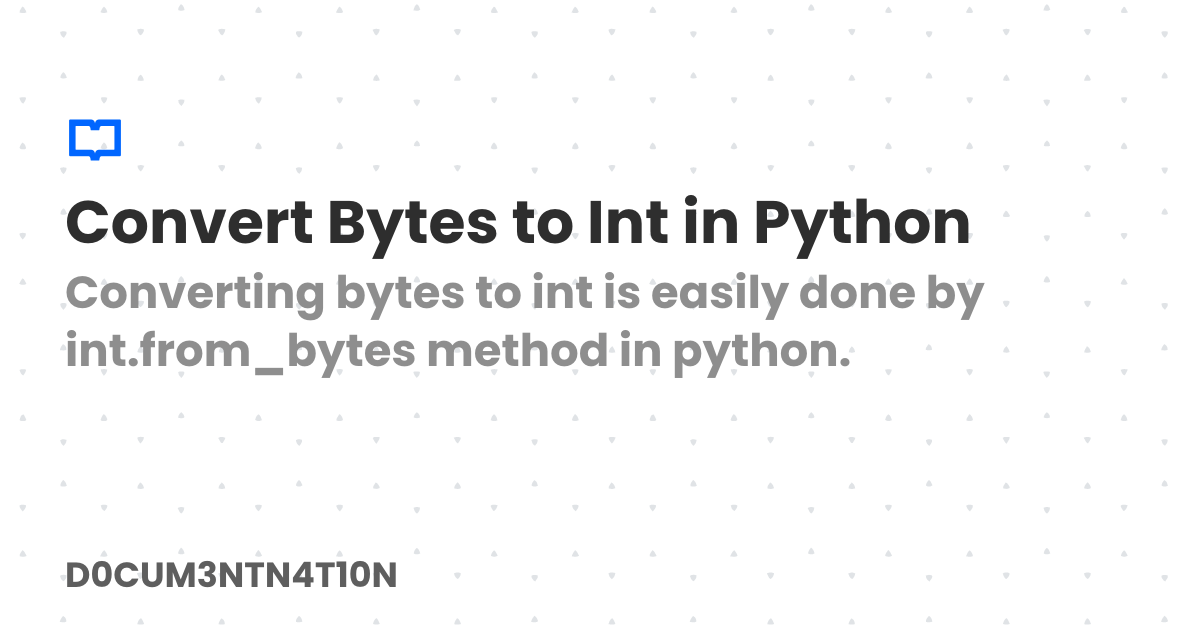 Convert Bytes to Int in Python
Converting bytes to int is easily done by
int.from_bytes method in python.
D0CUM3NTN4T10N